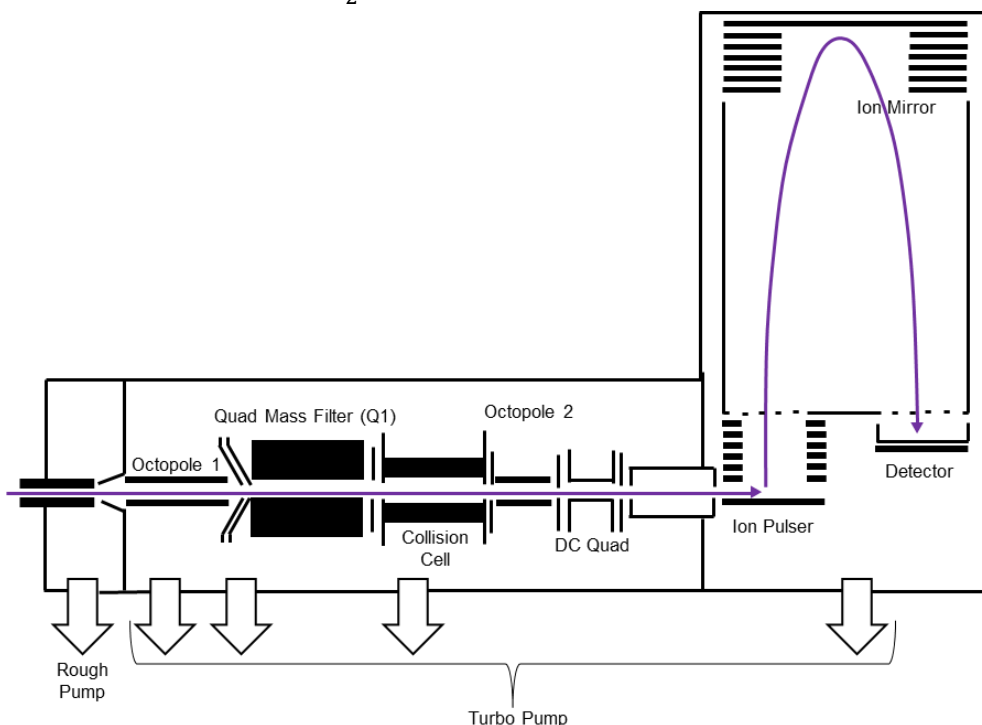 2
Ion Mirror
Quad Mass Filter (Q1)
Octopole 2
Octopole 1
Detector
Ion Pulser
Collision
Cell
DC Quad
Rough
Pump
Turbo Pump